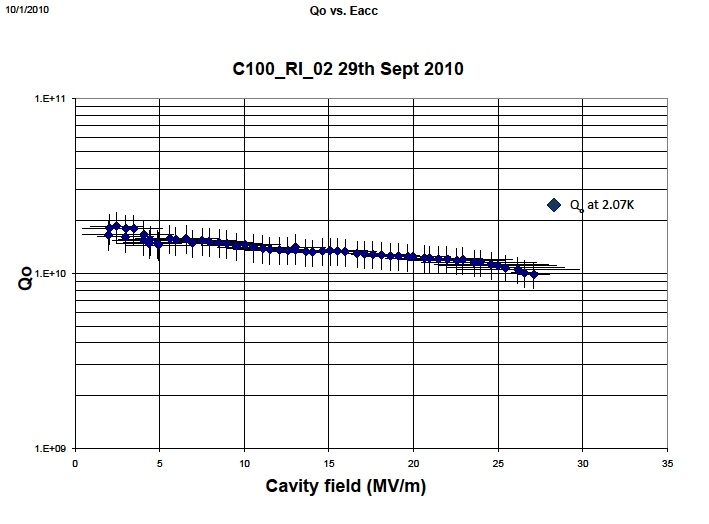 10/1/2010
Qo vs. Eacc
C100_RI_02 29th Sept 2010
1.E+11
Qo at 2.07K
1.E+10
Qo
1.E+09
0 5 10 15 20 25 30 35
Cavity field (MV/m)